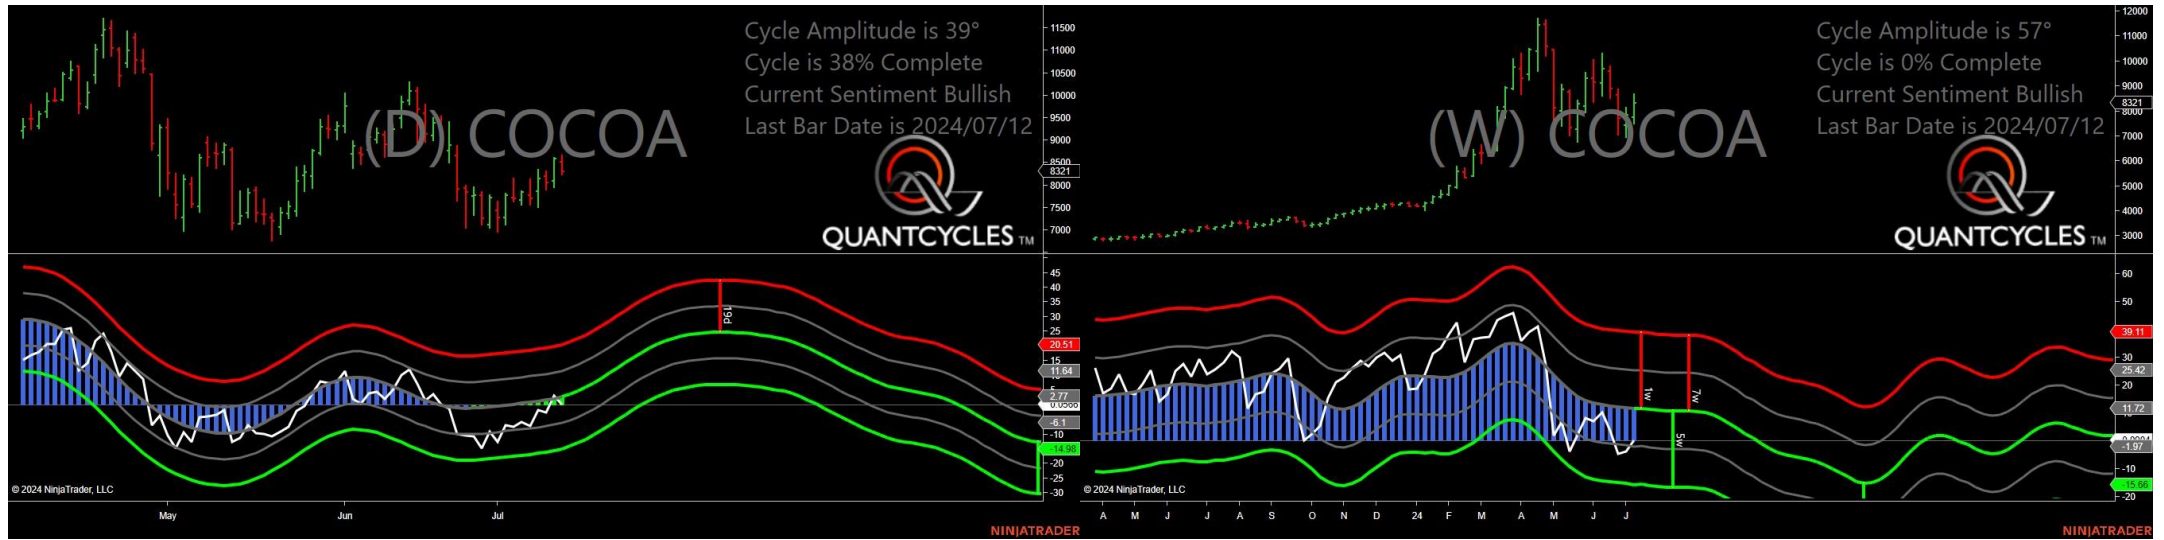 Cycle Amplitude is 39°
Cycle is 38% Complete
Current Sentiment Bullish
Last Bar Date is 2024/07/12
(D) COCOA
QUANTCYCLES TM
11500
11000
10500
10000
9500
9000
8500
8321
8000
7500
7000
45
40
35
30
25
20.51
15
11.64
2.77
-6.1
-10
-14.98
-20
-25
-30
19d
© 2024 NinjaTrader, LLC
May Jun Jul
NINJATRADER
Cycle Amplitude is 57°
Cycle is 0% Complete
Current Sentiment Bullish
Last Bar Date is 2024/07/12
(W) COCOA
QUANTCYCLES TM
12000
11000
10000
9000
8321
8000
7000
6000
5000
4000
3000
60
50
39.11
30
25.42
20
11.72
-1.97
-10
-15.66
-20
1w
7w
5w
© 2024 NinjaTrader, LLC
A M J J A S O N D 24 F M A M J J
NINJATRADER